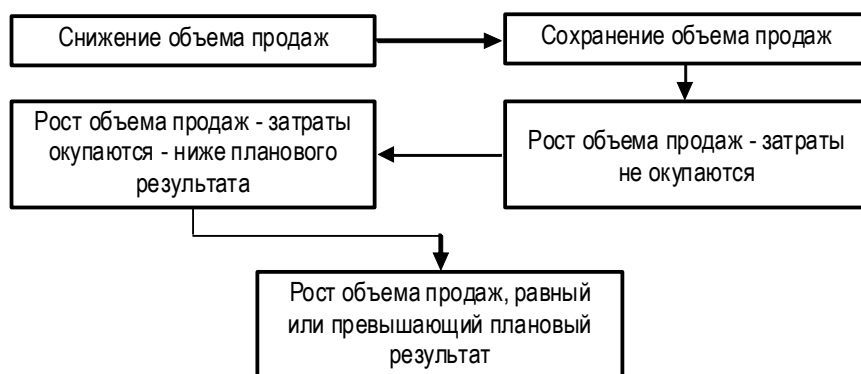 Снижение объема продаж
Сохранение объема продаж
Рост объема продаж - затраты
не окупаются
Рост объема продаж - затраты
окупаются - ниже планового
результата
Рост объема продаж, равный
или превышающий плановый
результат